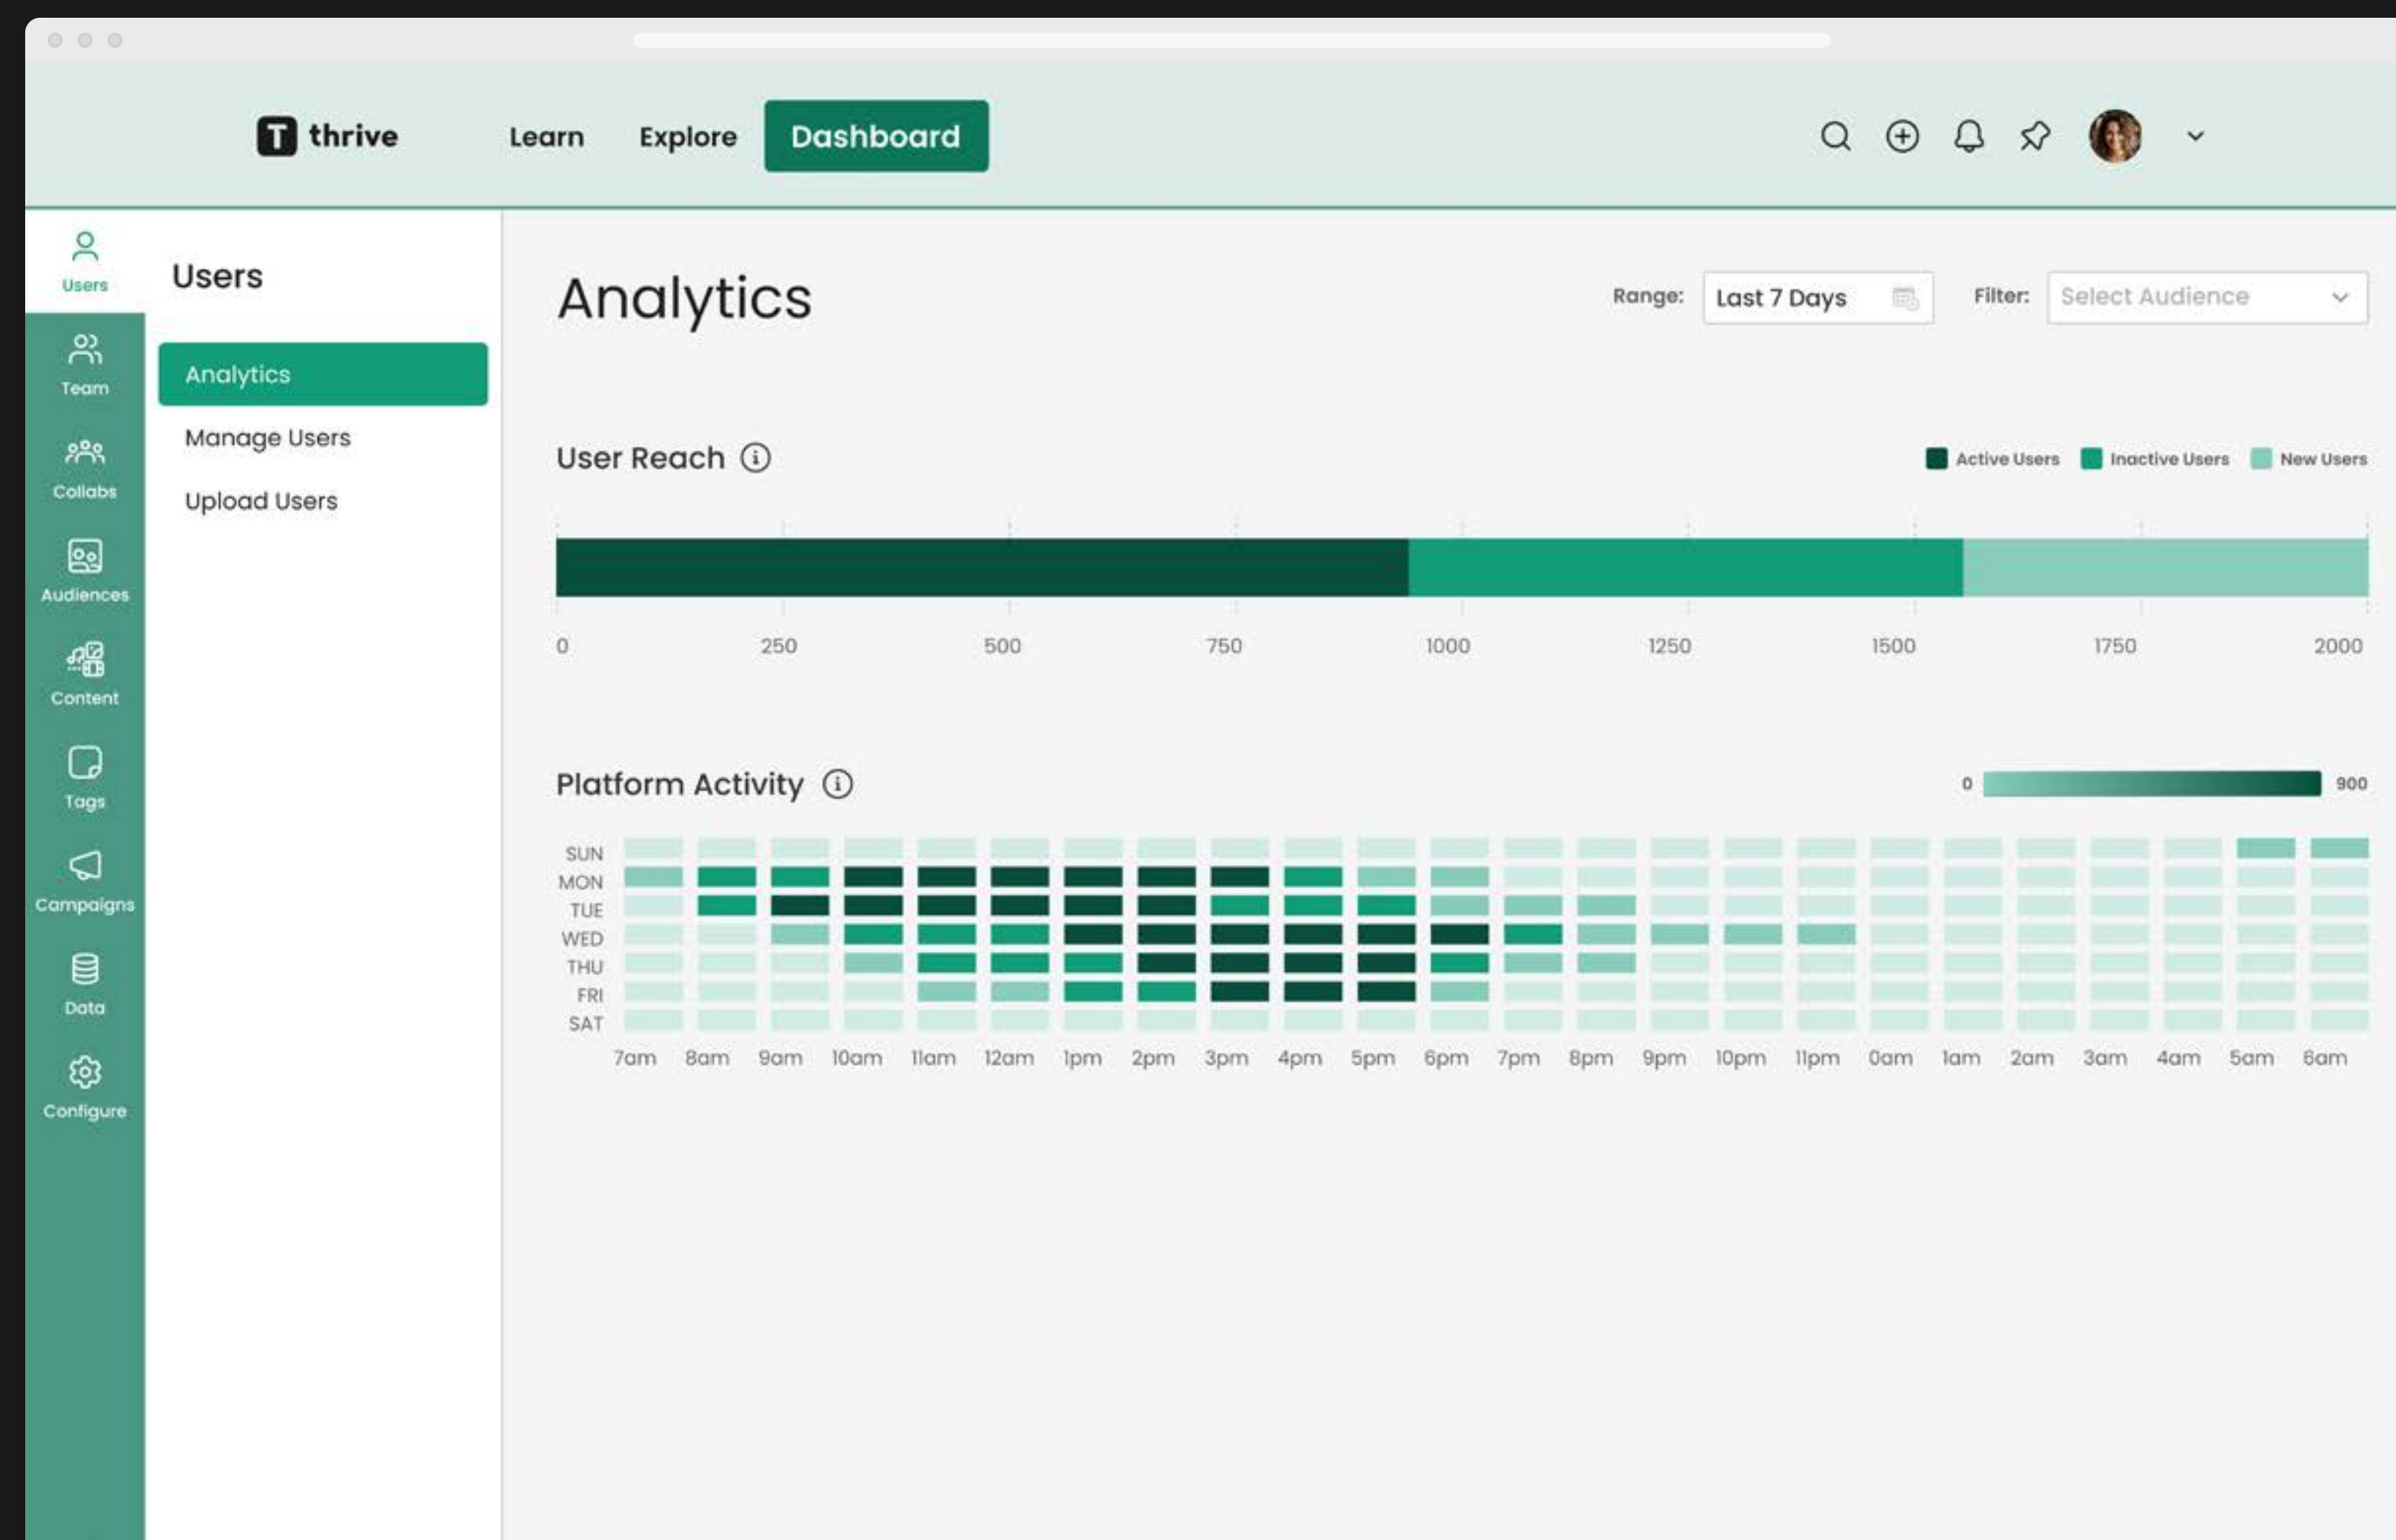 T thrive Learn Explore Dashboard
Users
Team
Collabs
Audiences
Content
Tags
Campaigns
Data
Configure
Users
Analytics
Manage Users
Upload Users
Analytics
Range: Last 7 Days Filter: Select Audience
User Reach i
Active Users Inactive Users New Users
0 250 500 750 1000 1250 1500 1750 2000
Platform Activity i
0 900
SUN
MON
TUE
WED
THU
FRI
SAT
7am 8am 9am 10am 11am 12am 1pm 2pm 3pm 4pm 5pm 6pm 7pm 8pm 9pm 10pm 11pm 0am 1am 2am 3am 4am 5am 6am